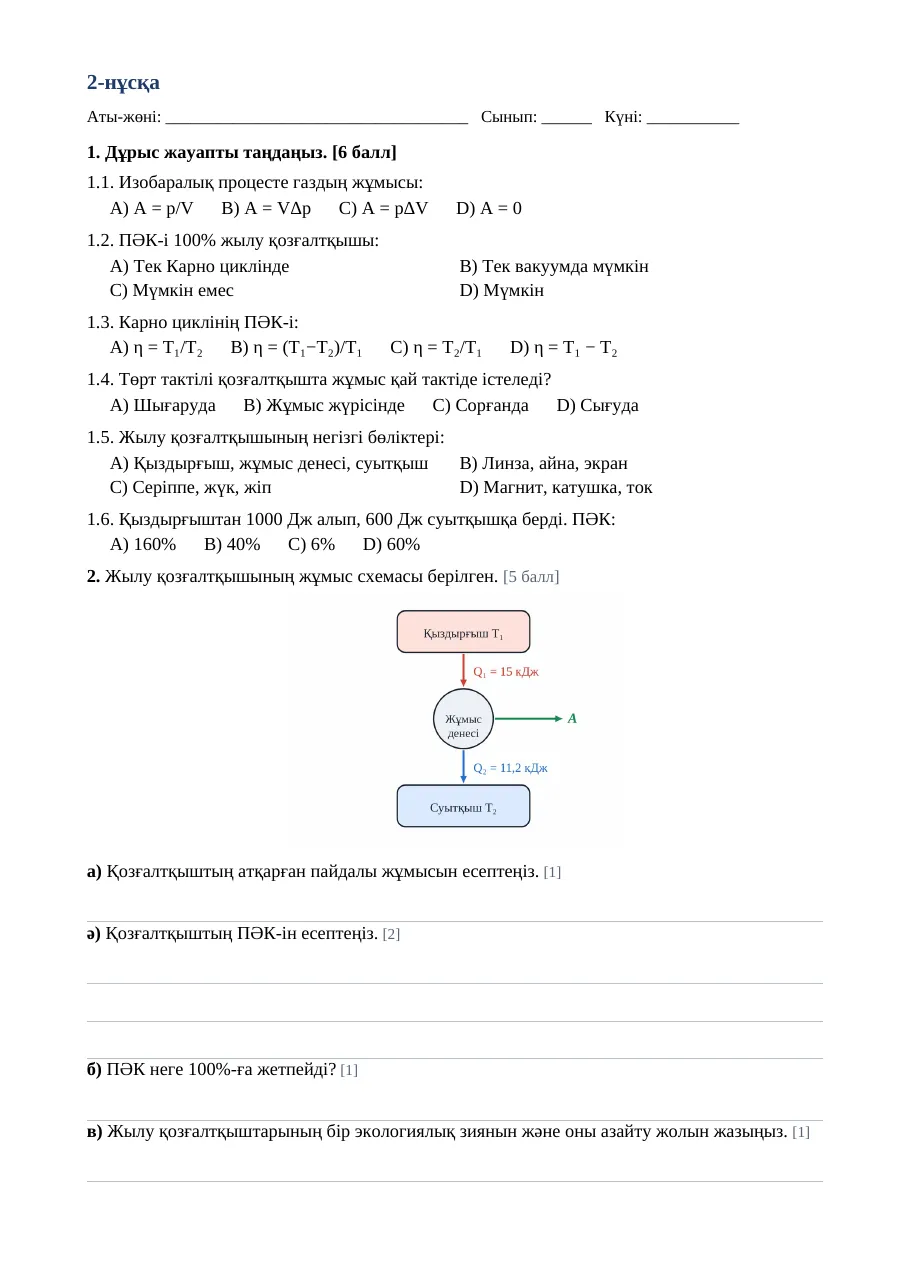 2-нұсқа
Аты-жөні: ____________________________________ Сынып: ______ Күні: ___________
1. Дұрыс жауапты таңдаңыз. [6 балл]
1.1. Изобаралық процесте газдың жұмысы:
A) A = p/V B) A = VΔp C) A = pΔV D) A = 0
1.2. ПӘК-і 100% жылу қозғалтқышы:
A) Тек Карно циклінде B) Тек вакуумда мүмкін
C) Мүмкін емес D) Мүмкін
1.3. Карно циклінің ПӘК-і:
A) η = T₁/T₂ B) η = (T₁−T₂)/T₁ C) η = T₂/T₁ D) η = T₁ − T₂
1.4. Төрт тактілі қозғалтқышта жұмыс қай тактіде істеледі?
A) Шығаруда B) Жұмыс жүрісінде C) Сорғанда D) Сығуда
1.5. Жылу қозғалтқышының негізгі бөліктері:
A) Қыздырғыш, жұмыс денесі, суытқыш B) Линза, айна, экран
C) Серіппе, жүк, жіп D) Магнит, катушка, ток
1.6. Қыздырғыштан 1000 Дж алып, 600 Дж суытқышқа берді. ПӘК:
A) 160% B) 40% C) 6% D) 60%
2. Жылу қозғалтқышының жұмыс схемасы берілген. [5 балл]
Қыздырғыш T₁
Q₁ = 15 кДж
Жұмыс
денесі
A
Q₂ = 11,2 кДж
Суытқыш T₂
а) Қозғалтқыштың атқарған пайдалы жұмысын есептеңіз. [1]
ә) Қозғалтқыштың ПӘК-ін есептеңіз. [2]
б) ПӘК неге 100%-ға жетпейді? [1]
в) Жылу қозғалтқыштарының бір экологиялық зиянын және оны азайту жолын жазыңыз. [1]